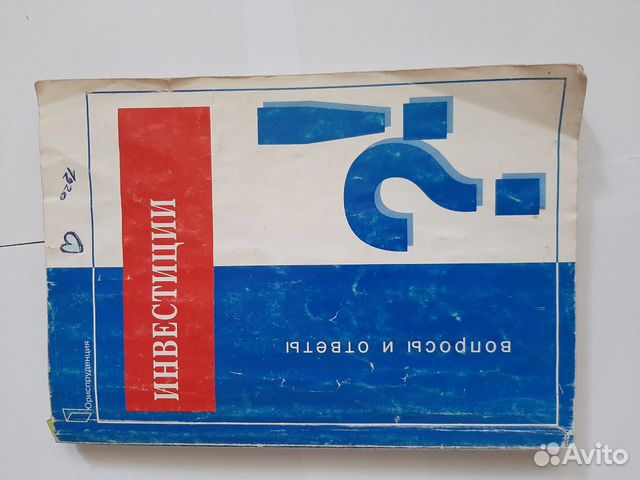 ИНВЕСТИЦИИ
?!
вопросы и ответы
Юриспруденция
Avito